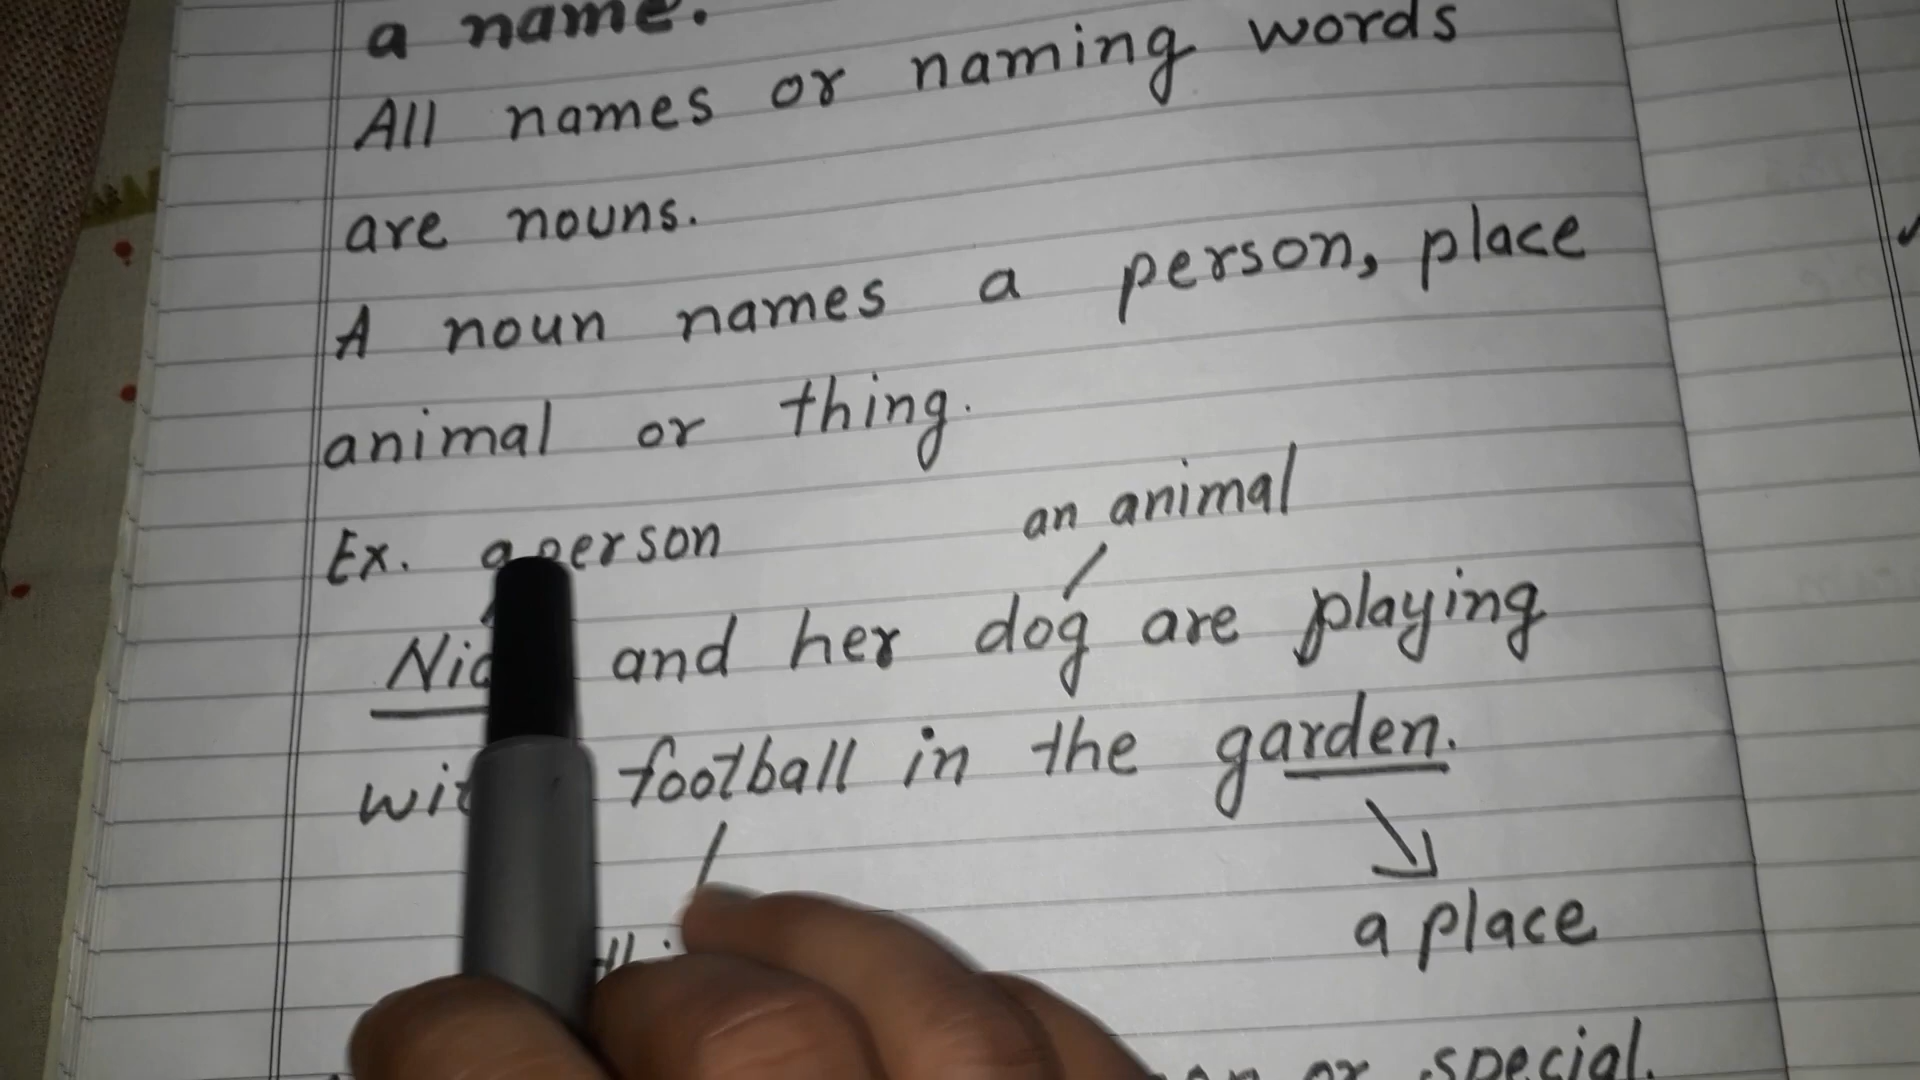 a name.
All names or naming words
are nouns.
A noun names a person, place
animal or thing.
an animal
Ex. a person
and her dog are playing
football in the garden.
a place
or special.